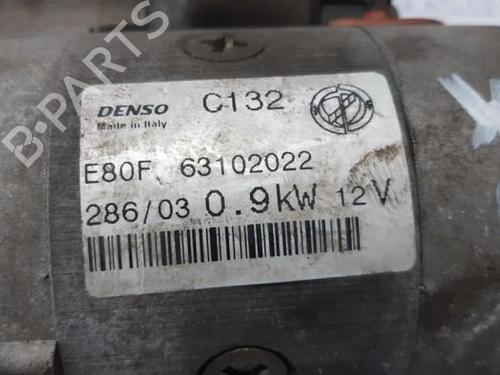 DENSO C132
Made in Italy
E80F 63102022
286/03 0.9kW 12V
B-PARTS